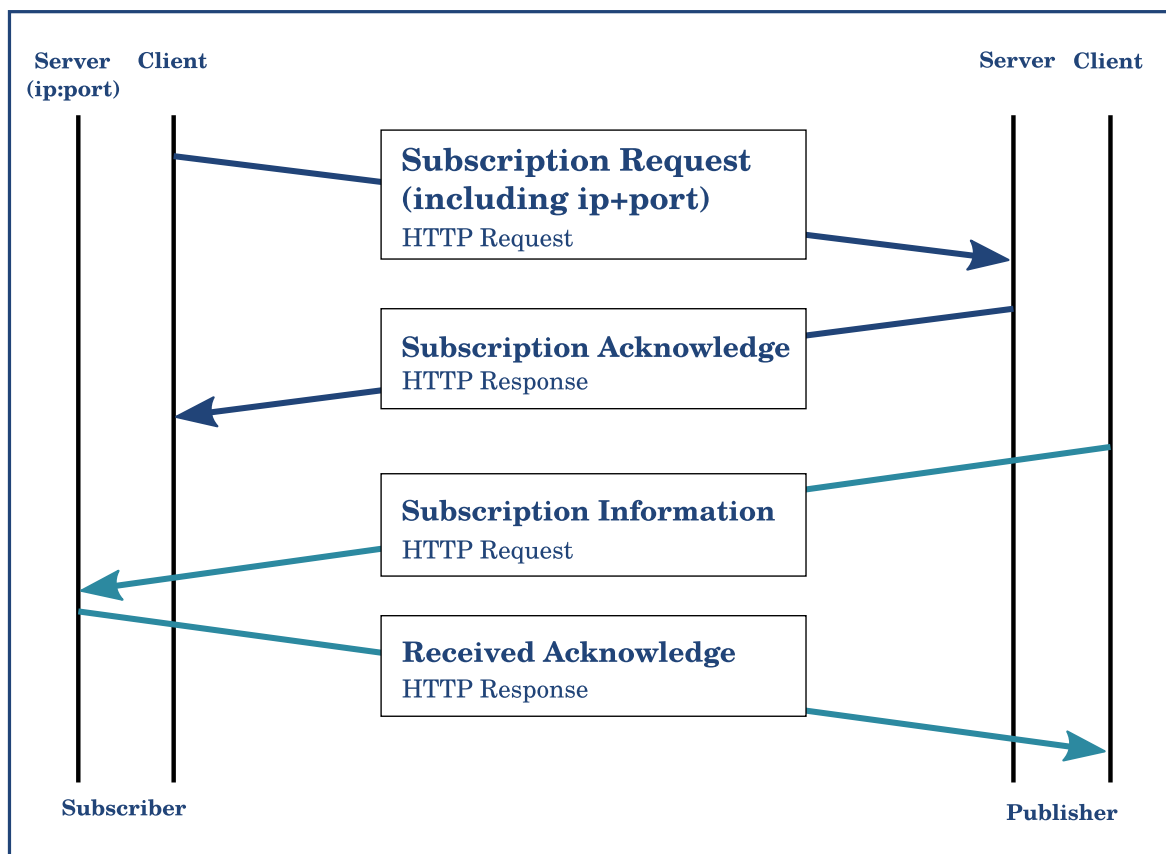 Server Client
(ip:port)
Server Client
Subscription Request
(including ip+port)
HTTP Request
Subscription Acknowledge
HTTP Response
Subscription Information
HTTP Request
Received Acknowledge
HTTP Response
Subscriber
Publisher